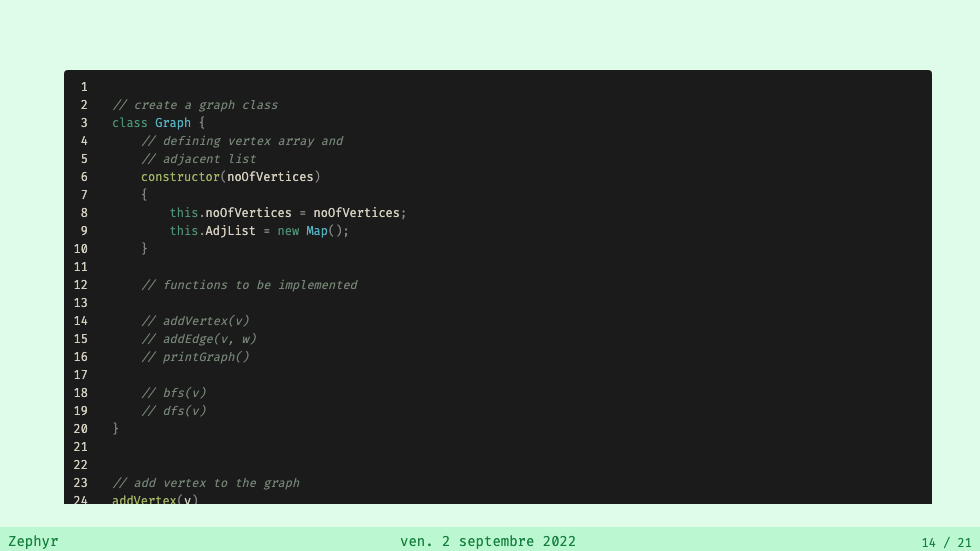 1
2 // create a graph class
3 class Graph {
4     // defining vertex array and
5     // adjacent list
6     constructor(noOfVertices)
7     {
8         this.noOfVertices = noOfVertices;
9         this.AdjList = new Map();
10     }
11
12     // functions to be implemented
13
14     // addVertex(v)
15     // addEdge(v, w)
16     // printGraph()
17
18     // bfs(v)
19     // dfs(v)
20 }
21
22
23 // add vertex to the graph
24 addVertex(v)
Zephyr ven. 2 septembre 2022 14 / 21